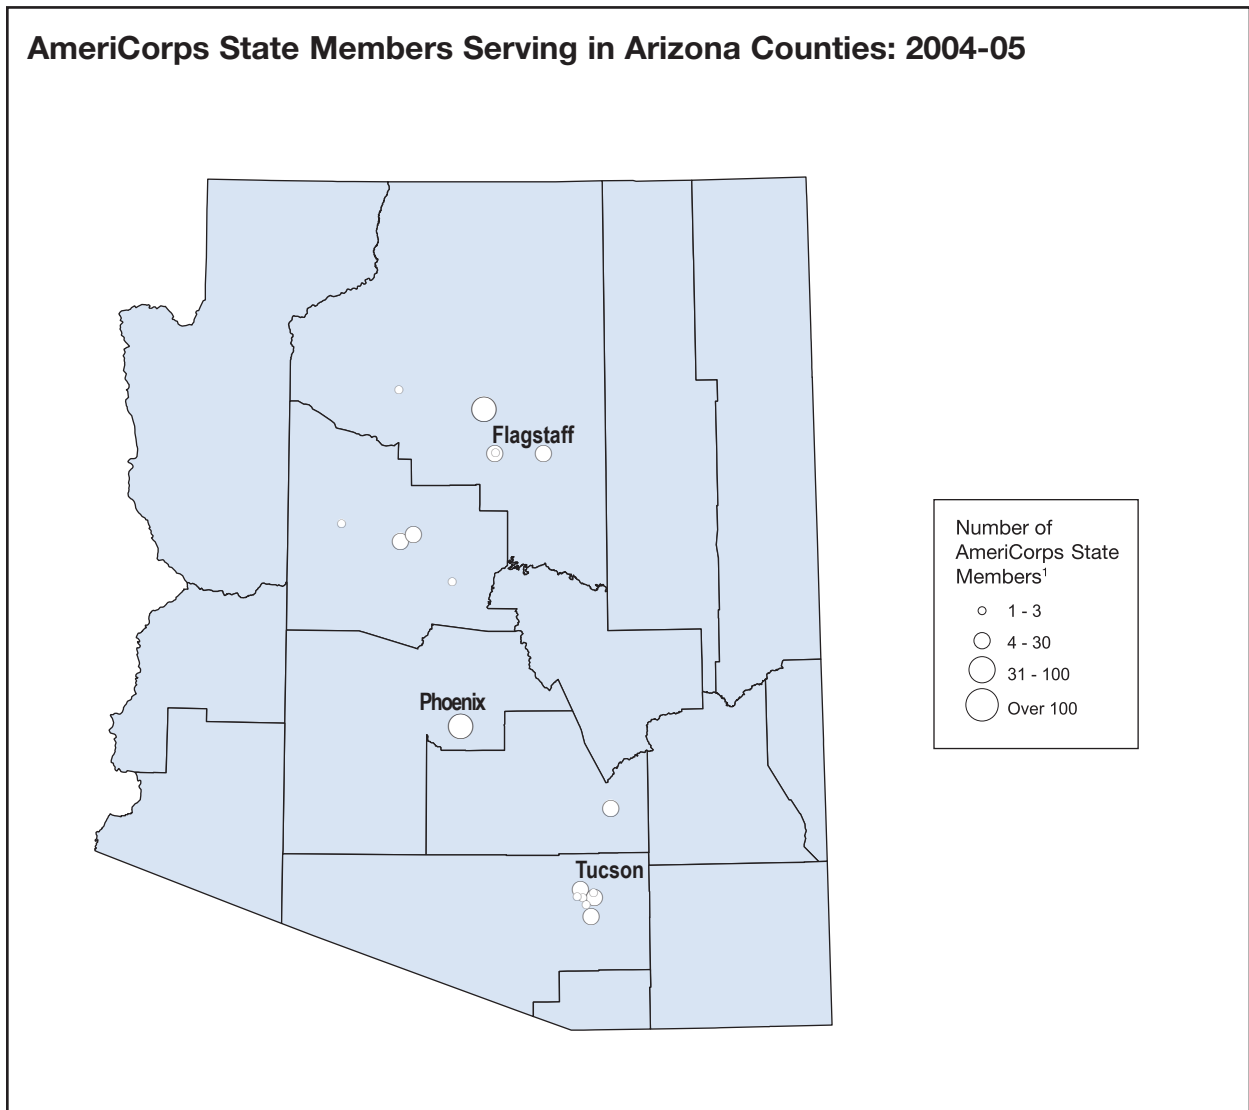 AmeriCorps State Members Serving in Arizona Counties: 2004-05
Flagstaff
Phoenix
Tucson
Number of
AmeriCorps State
Members¹
1 - 3
4 - 30
31 - 100
Over 100